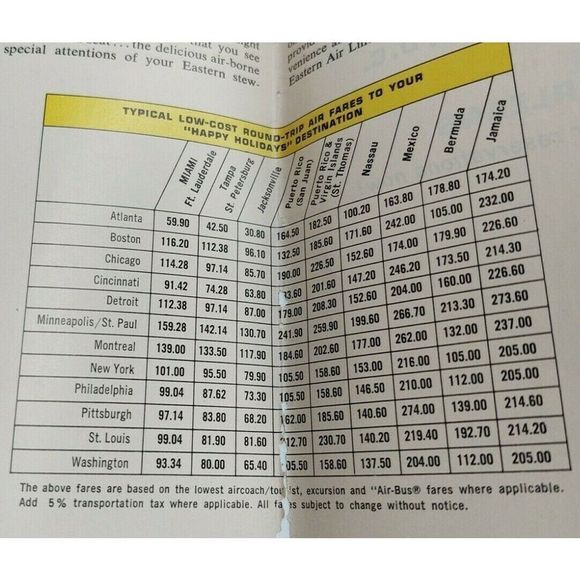 that you see
the delicious air-borne
special attentions of your Eastern stew-
venience a
Eastern Air Lin
TYPICAL LOW-COST ROUND-TRIP AIR FARES TO YOUR
"HAPPY HOLIDAYS" DESTINATION
MIAMI
Ft. Lauderdale
Tampa
St. Petersburg
Jacksonville
Puerto Rico
(San Juan)
Puerto Rico &
Virgin Islands
(St. Thomas)
Nassau
Mexico
Bermuda
Jamaica
Atlanta 59.90 42.50 30.80 164.50 182.50 100.20 163.80 178.80 174.20
Boston 116.20 112.38 96.10 132.50 185.60 171.60 242.00 105.00 232.00
Chicago 114.28 97.14 85.70 190.00 226.50 152.60 174.00 179.90 226.60
Cincinnati 91.42 74.28 63.80 3.60 201.60 147.20 246.20 173.50 214.30
Detroit 112.38 97.14 87.00 179.00 208.30 152.60 204.00 160.00 226.60
Minneapolis/St. Paul 159.28 142.14 130.70 241.90 259.90 199.60 266.70 213.30 273.60
Montreal 139.00 133.50 117.90 184.60 202.60 177.00 262.00 132.00 237.00
New York 101.00 95.50 79.90 105.50 158.60 153.00 216.00 105.00 205.00
Philadelphia 99.04 87.62 73.30 105.50 158.60 146.50 210.00 112.00 205.00
Pittsburgh 97.14 83.80 68.20 162.00 185.60 140.60 274.00 139.00 214.60
St. Louis 99.04 81.90 81.60 212.70 230.70 140.20 219.40 192.70 214.20
Washington 93.34 80.00 65.40 05.50 158.60 137.50 204.00 112.00 205.00
The above fares are based on the lowest aircoach/tourist, excursion and "Air-Bus® fares where applicable.
Add 5% transportation tax where applicable. All fares subject to change without notice.